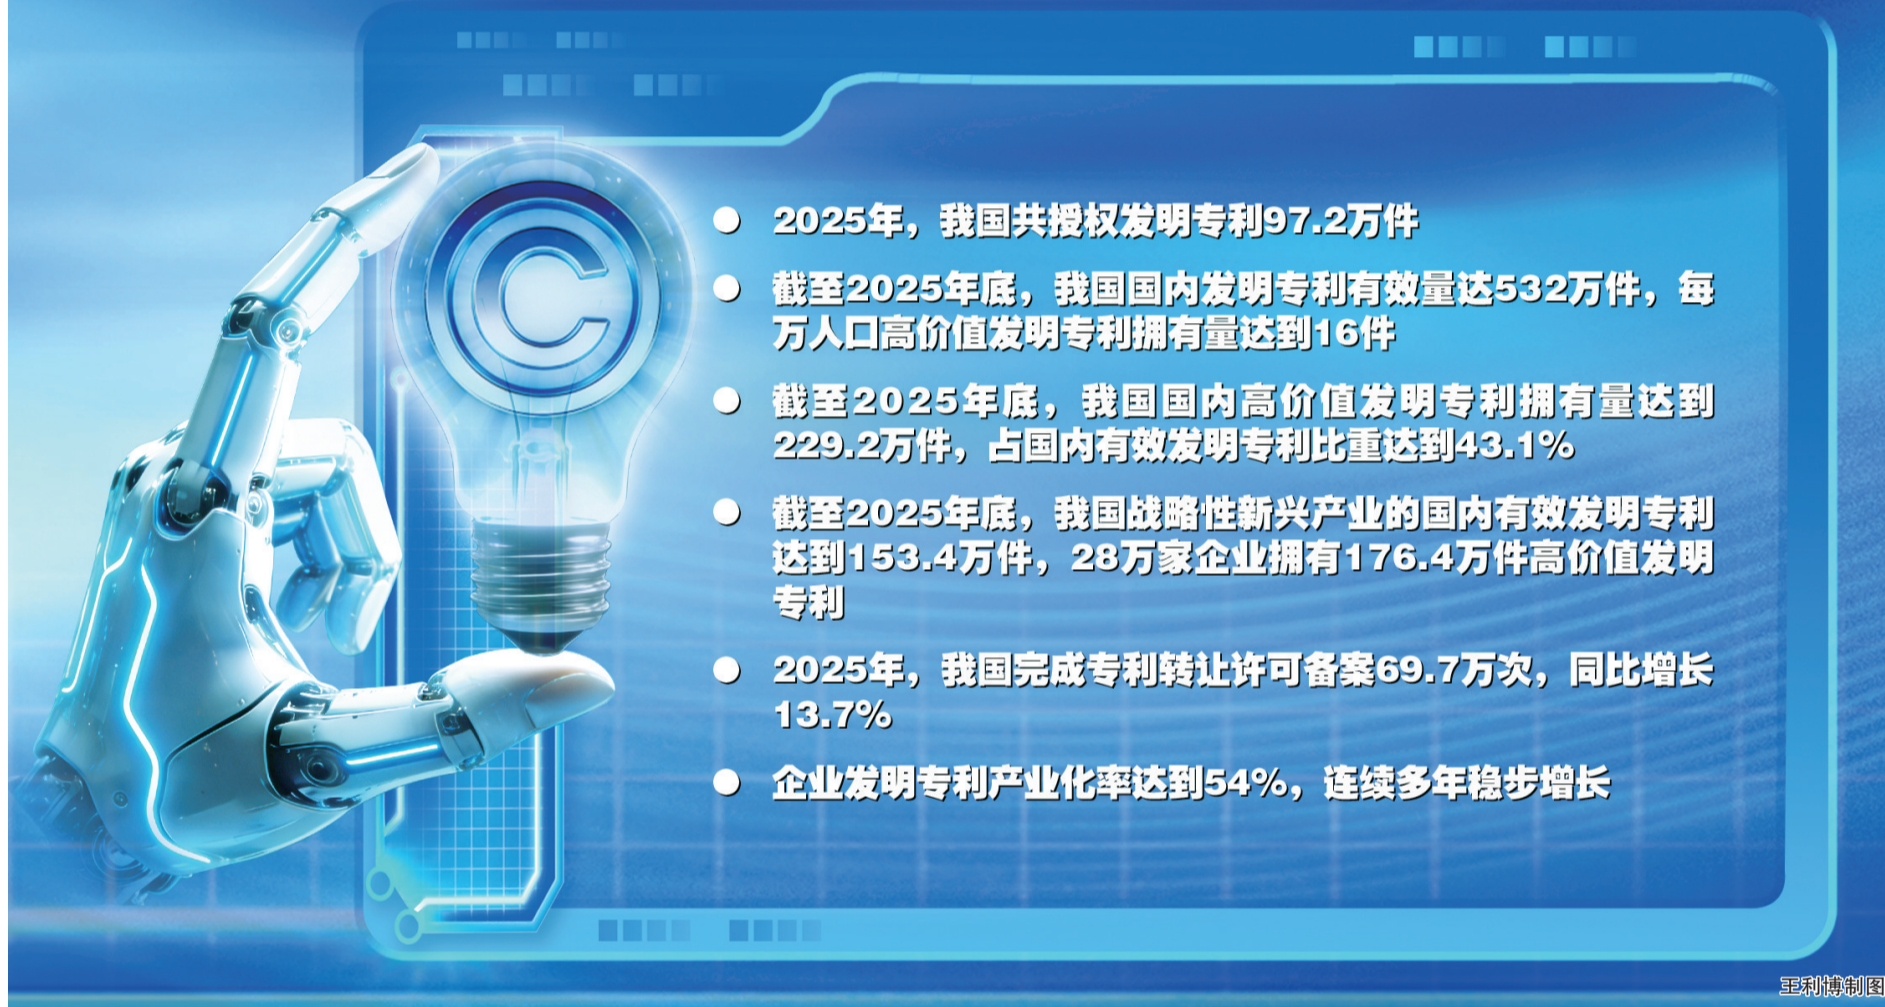 2025年，我国共授权发明专利97.2万件
截至2025年底，我国国内发明专利有效量达532万件，每
万人口高价值发明专利拥有量达到16件
截至2025年底，我国国内高价值发明专利拥有量达到
229.2万件，占国内有效发明专利比重达到43.1%
截至2025年底，我国战略性新兴产业的国内有效发明专利
达到153.4万件，28万家企业拥有176.4万件高价值发明
专利
2025年，我国完成专利转让许可备案69.7万次，同比增长
13.7%
企业发明专利产业化率达到54%，连续多年稳步增长
王利博制图